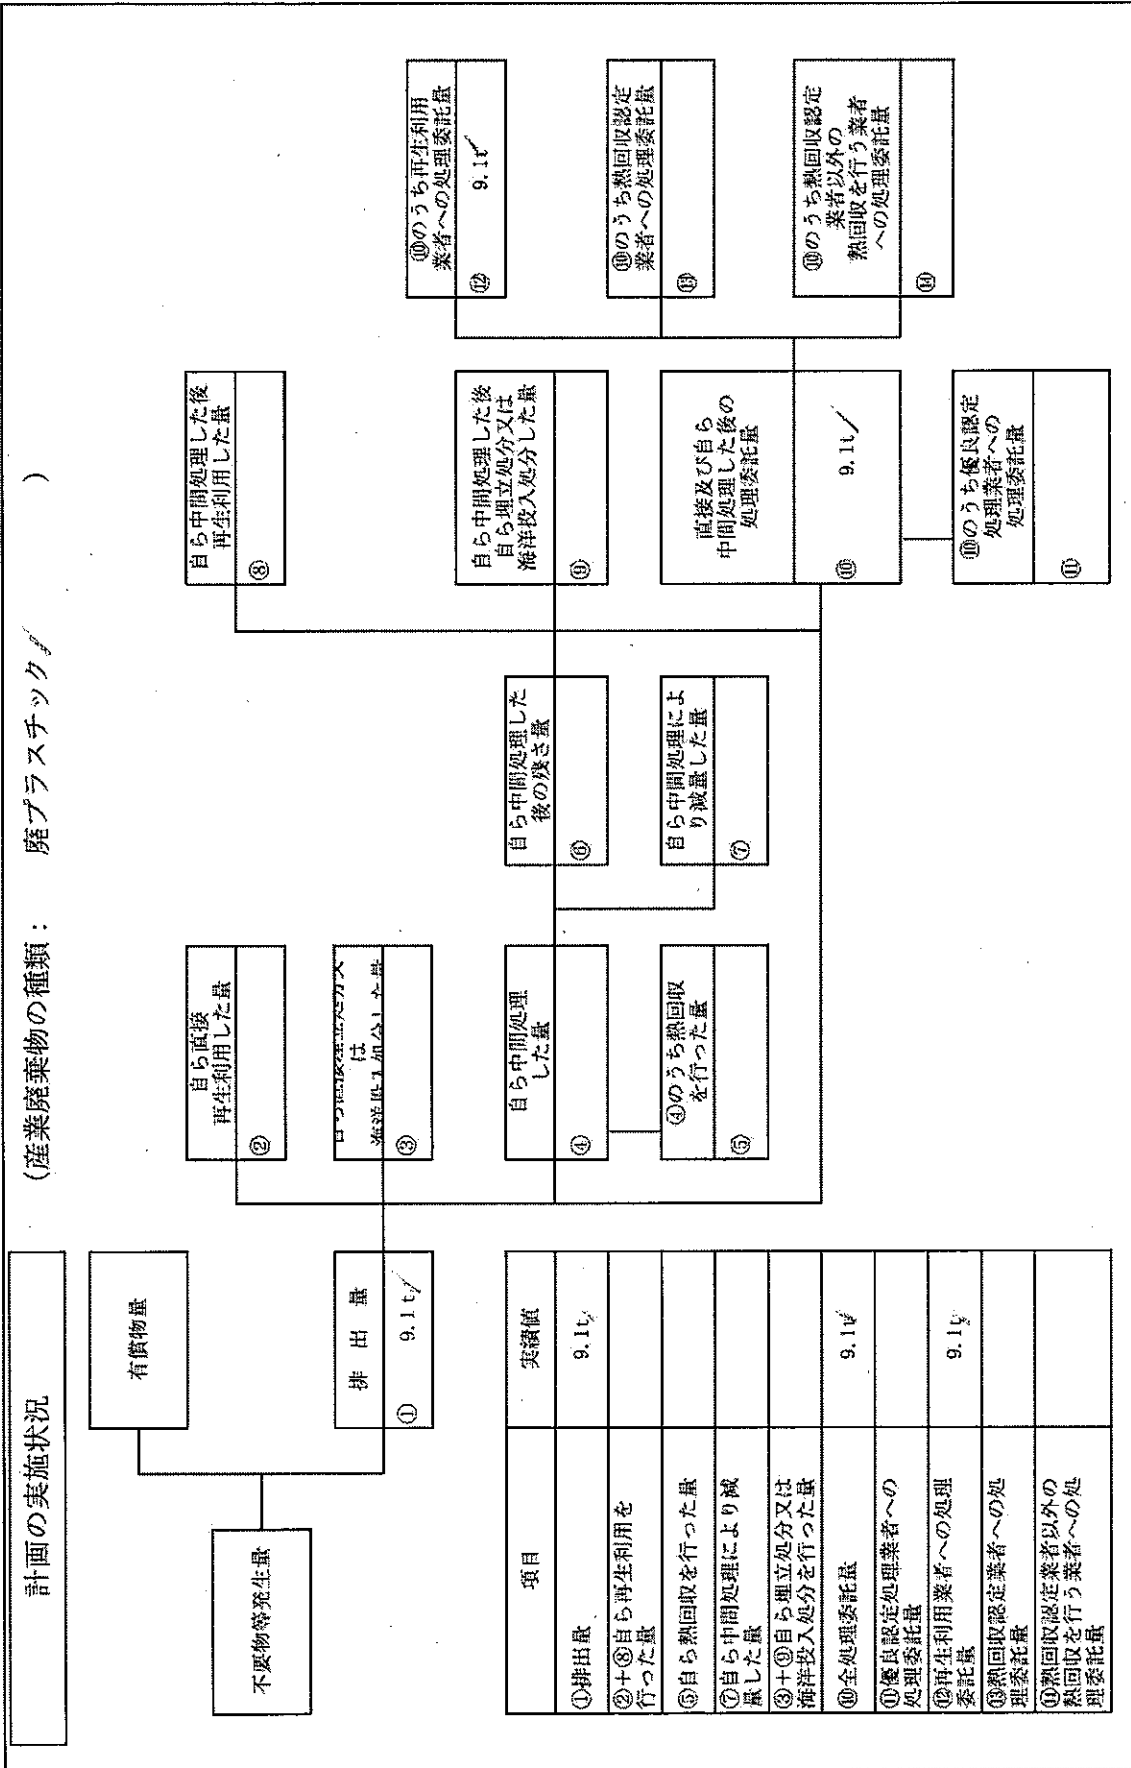 計画の実施状況
(産業廃棄物の種類： 廃プラスチック )
不要物等発生量
有償物量
排 出 量
① 9.1t
自ら直接
再生利用した量
②
自ら直接埋立処分又
は
海洋投入処分した量
③
自ら中間処理
した量
④
④のうち熱回収
を行った量
⑤
自ら中間処理した
後の残さ量
⑥
自ら中間処理によ
り減量した量
⑦
自ら中間処理した後
再生利用した量
⑧
自ら中間処理した後
自ら埋立処分又は
海洋投入処分した量
⑨
直接及び自ら
中間処理した後の
処理委託量
⑩ 9.1t
⑩のうち優良認定
処理業者への
処理委託量
⑪
⑩のうち再生利用
業者への処理委託量
⑫ 9.1t
⑩のうち熱回収認定
業者への処理委託量
⑬
⑩のうち熱回収認定
業者以外の
熱回収を行う業者
への処理委託量
⑭
項目 実績値
①排出量 9.1t
②+⑧自ら再生利用を
行った量
⑤自ら熱回収を行った量
⑦自ら中間処理により減
量した量
③+⑨自ら埋立処分又は
海洋投入処分を行った量
⑩全処理委託量 9.1t
⑪優良認定処理業者への
処理委託量
⑫再生利用業者への処理
委託量 9.1t
⑬熱回収認定業者への処
理委託量
⑭熱回収認定業者以外の
熱回収を行う業者への処
理委託量